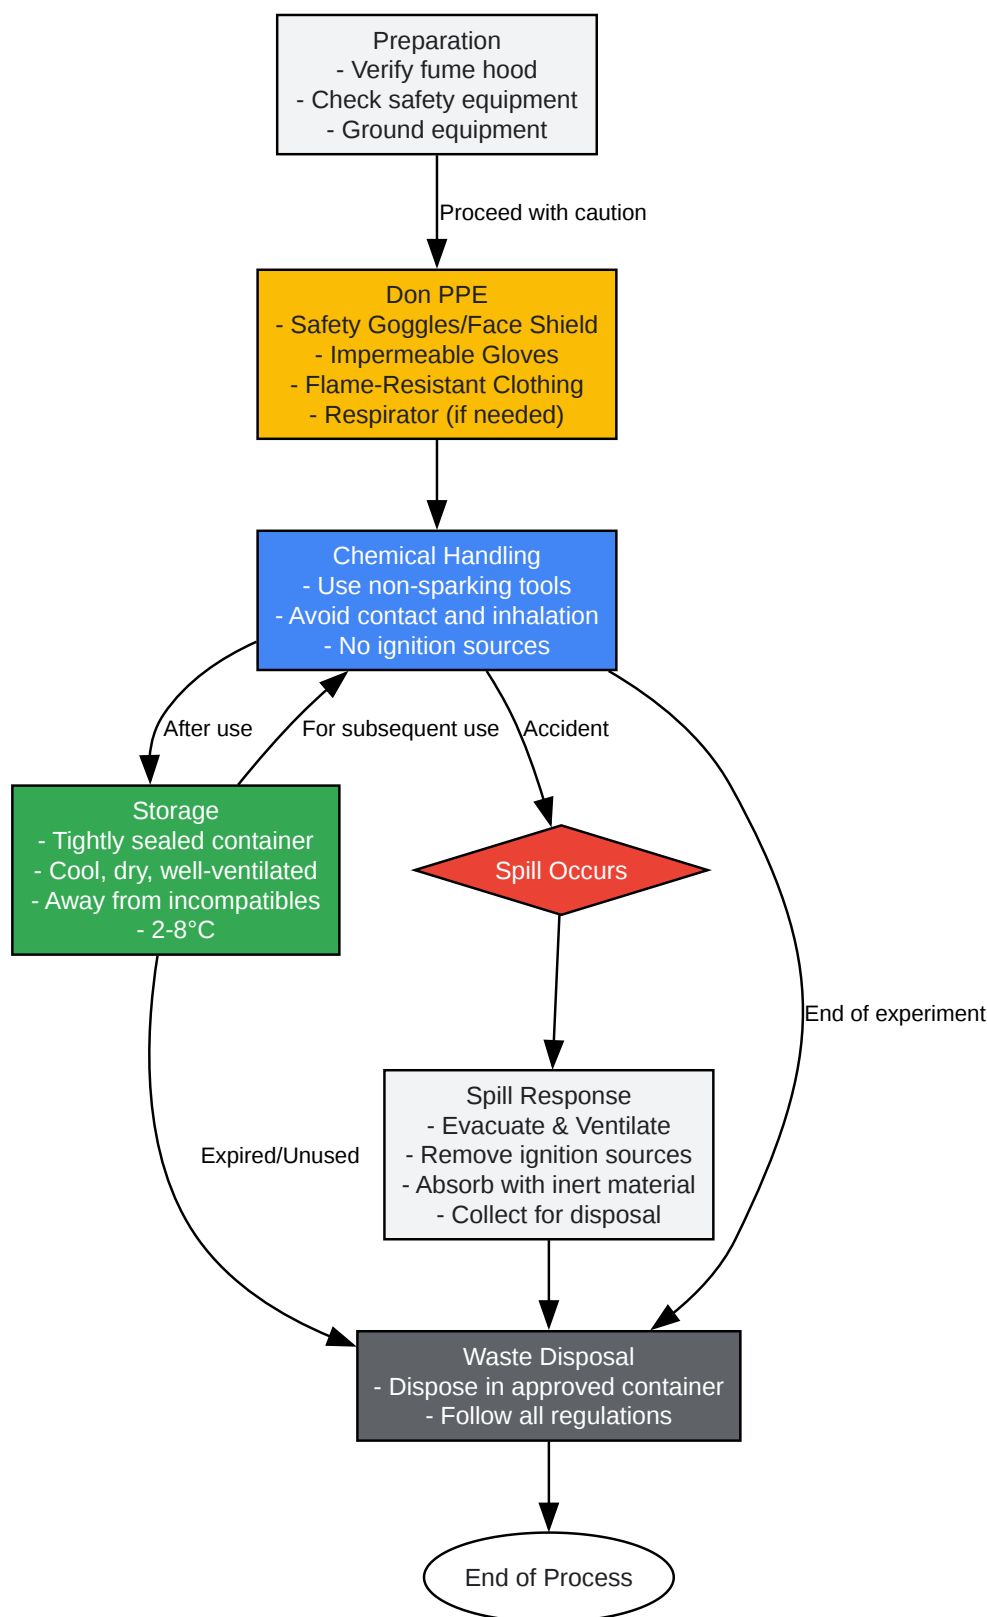 Preparation
- Verify fume hood
- Check safety equipment
- Ground equipment
Proceed with caution
Don PPE
- Safety Goggles/Face Shield
- Impermeable Gloves
- Flame-Resistant Clothing
- Respirator (if needed)
Chemical Handling
- Use non-sparking tools
- Avoid contact and inhalation
- No ignition sources
After use
For subsequent use
Accident
Storage
- Tightly sealed container
- Cool, dry, well-ventilated
- Away from incompatibles
- 2-8°C
Spill Occurs
End of experiment
Spill Response
- Evacuate & Ventilate
- Remove ignition sources
- Absorb with inert material
- Collect for disposal
Expired/Unused
Waste Disposal
- Dispose in approved container
- Follow all regulations
End of Process